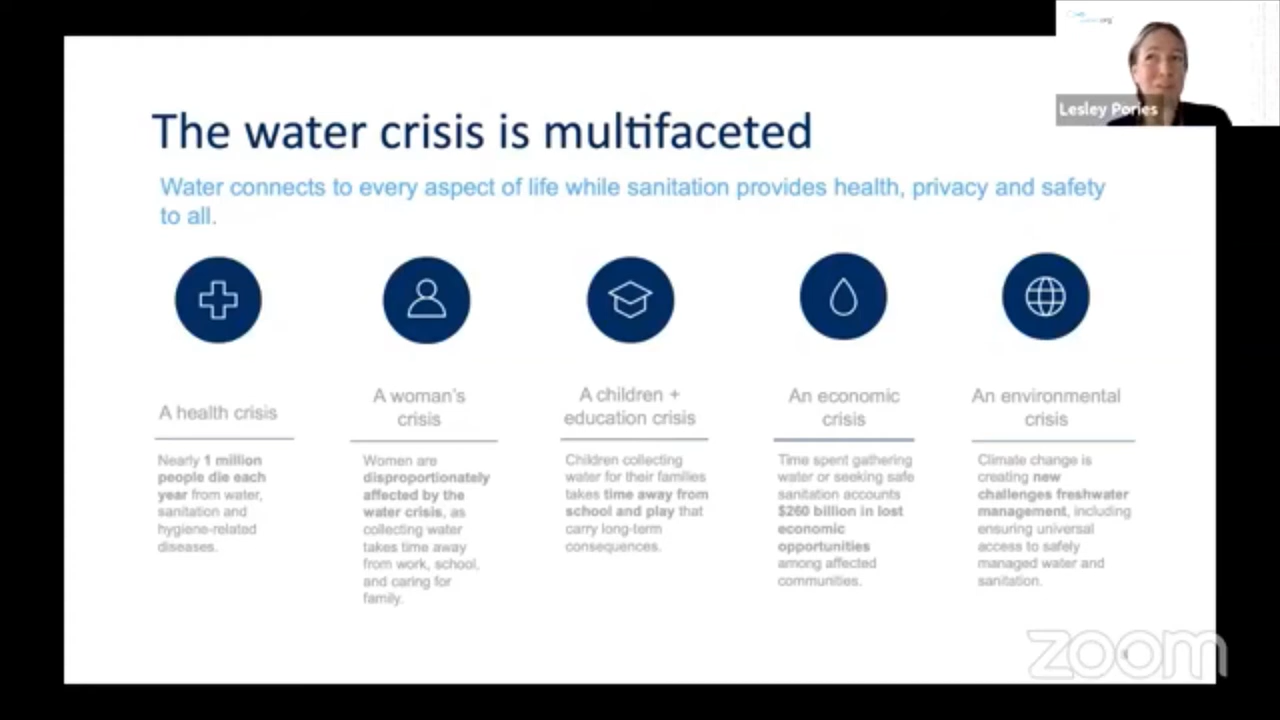 Lesley Pories
The water crisis is multifaceted
Water connects to every aspect of life while sanitation provides health, privacy and safety
to all.
A health crisis
Nearly 1 million
people die each
year from water,
sanitation and
hygiene-related
diseases.
A woman's
crisis
Women are
disproportionately
affected by the
water crisis, as
collecting water
takes time away
from work, school,
and caring for
family.
A children +
education crisis
Children collecting
water for their families
takes time away from
school and play that
carry long-term
consequences.
An economic
crisis
Time spent gathering
water or seeking safe
sanitation accounts
$260 billion in lost
economic
opportunities
among affected
communities.
An environmental
crisis
Climate change is
creating new
challenges freshwater
management, including
ensuring universal
access to safely
managed water and
sanitation.
zoom